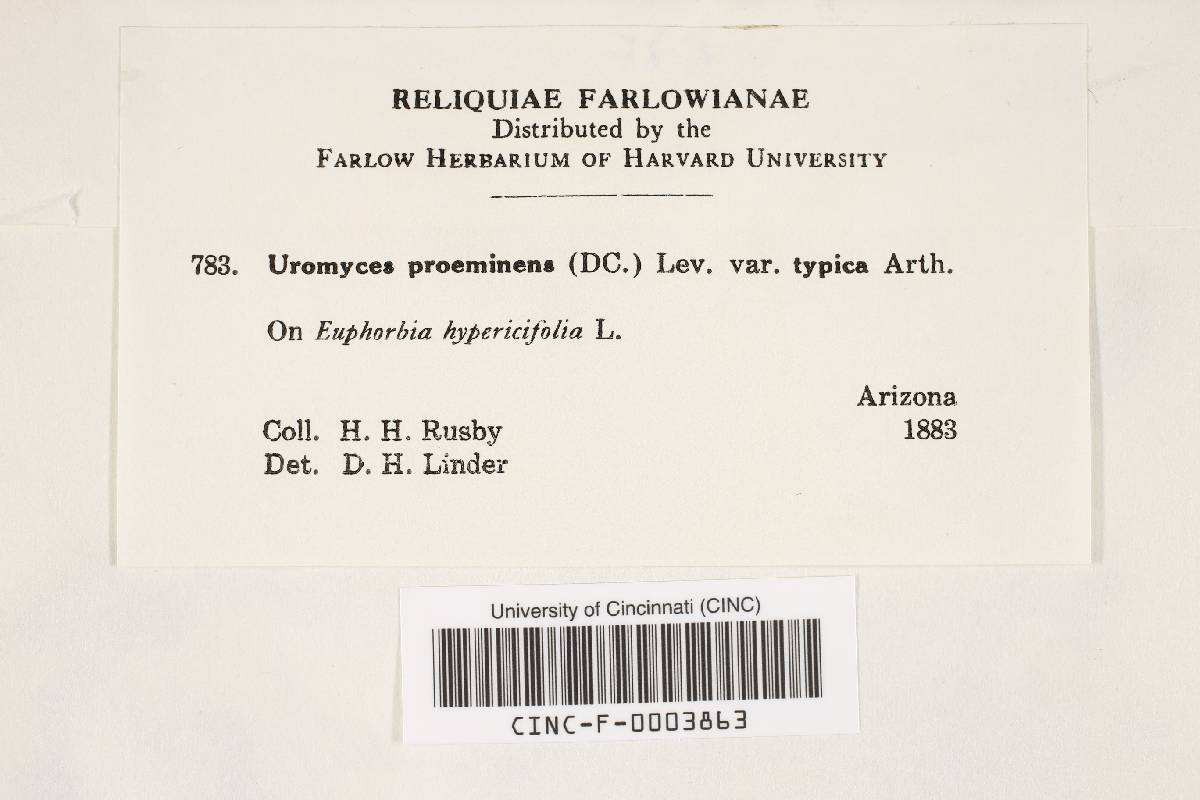 RELIQUIAE FARLOWIANAE
Distributed by the
FARLOW HERBARIUM OF HARVARD UNIVERSITY
783. Uromyces proeminens (DC.) Lev. var. typica Arth.
On Euphorbia hypericifolia L.
Arizona
Coll. H. H. Rusby 1883
Det. D. H. Linder
University of Cincinnati (CINC)
CINC-F-0003863